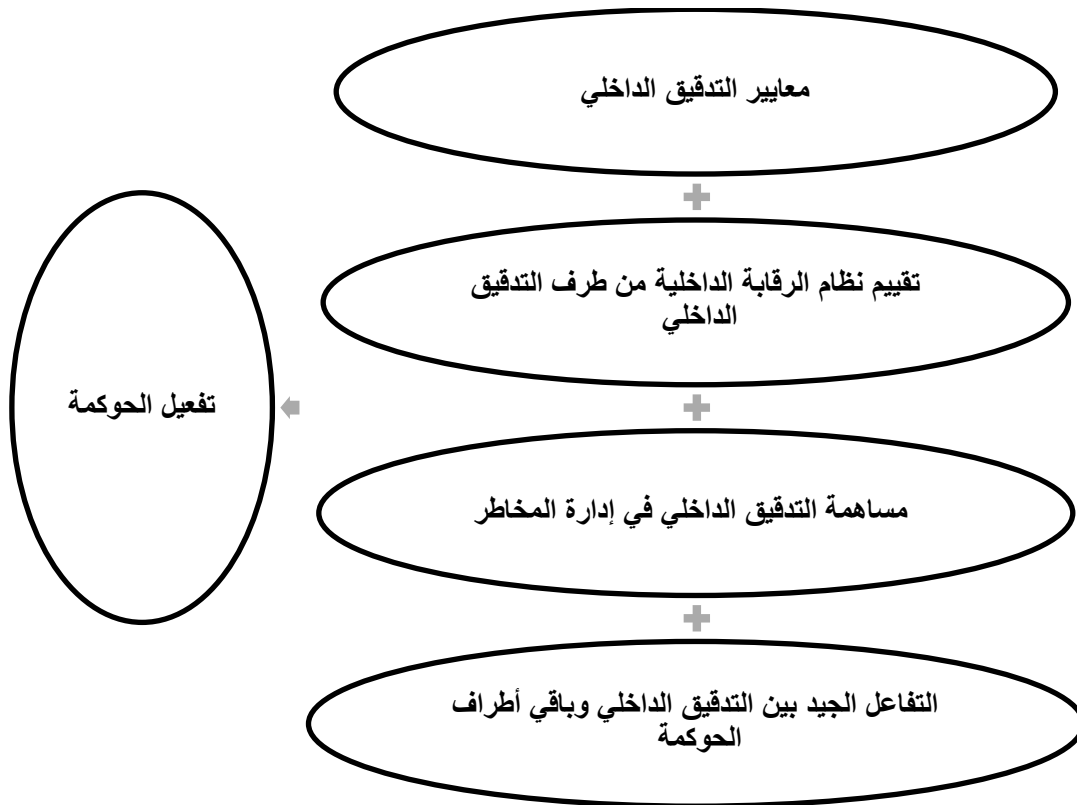 معايير التدقيق الداخلي
تقييم نظام الرقابة الداخلية من طرف التدقيق
الداخلي
تفعيل الحوكمة
مساهمة التدقيق الداخلي في إدارة المخاطر
التفاعل الجيد بين التدقيق الداخلي وباقي أطراف
الحوكمة